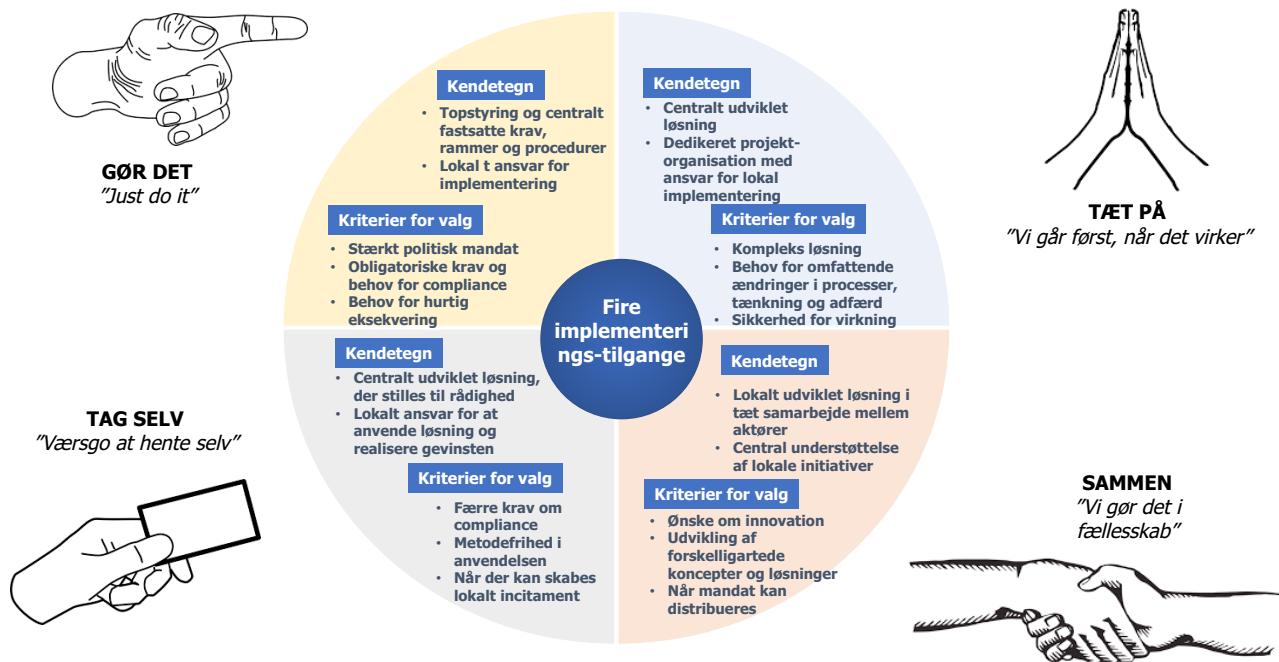 GØR DET
"Just do it"
Kendetegn
• Topstyring og centralt
fastsatte krav,
rammer og procedurer
• Lokal t ansvar for
implementering
Kriterier for valg
• Stærkt politisk mandat
• Obligatoriske krav og
behov for compliance
• Behov for hurtig
eksekvering
Kendetegn
• Centralt udviklet
løsning
• Dedikeret projekt-
organisation med
ansvar for lokal
implementering
Kriterier for valg
• Kompleks løsning
• Behov for omfattende
ændringer i processer,
tænkning og adfærd
• Sikkerhed for virkning
TÆT PÅ
"Vi går først, når det virker"
Fire
implementeri
ngs-tilgange
TAG SELV
"Værsgo at hente selv"
Kendetegn
• Centralt udviklet løsning,
der stilles til rådighed
• Lokalt ansvar for at
anvende løsning og
realisere gevinsten
Kriterier for valg
• Færre krav om
compliance
• Metodefrihed i
anvendelsen
• Når der kan skabes
lokalt incitament
Kendetegn
• Lokalt udviklet løsning i
tæt samarbejde mellem
aktører
• Central understøttelse
af lokale initiativer
Kriterier for valg
• Ønske om innovation
• Udvikling af
forskelligartede
koncepter og løsninger
• Når mandat kan
distribueres
SAMMEN
"Vi gør det i
fællesskab"